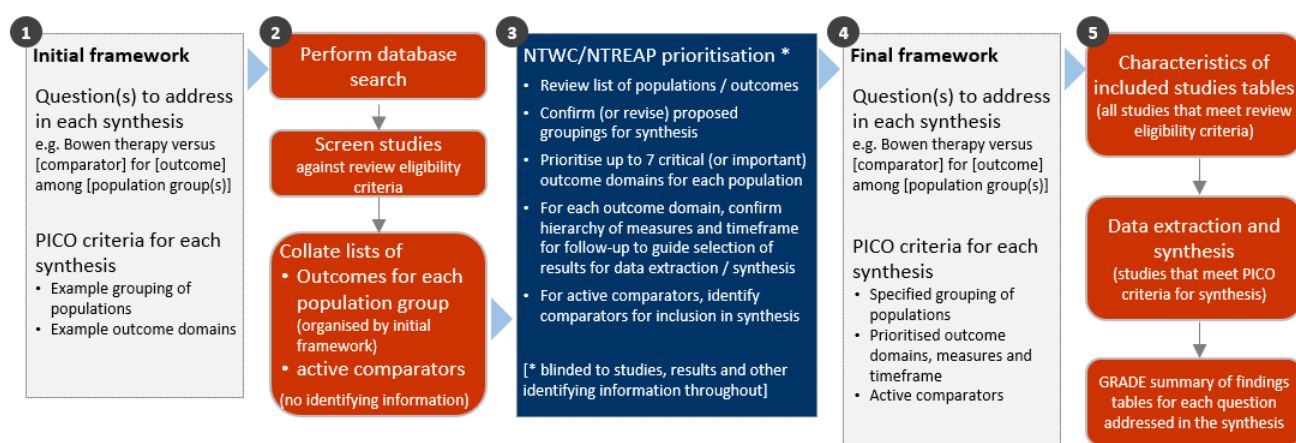 1
Initial framework
Question(s) to address
in each synthesis
e.g. Bowen therapy versus
[comparator] for [outcome]
among [population group(s)]
PICO criteria for each
synthesis
• Example grouping of
populations
• Example outcome domains
2
Perform database
search
Screen studies
against review eligibility
criteria
Collate lists of
• Outcomes for each
population group
(organised by initial
framework)
• active comparators
(no identifying information)
3
NTWC/NTREAP prioritisation *
• Review list of populations / outcomes
• Confirm (or revise) proposed
groupings for synthesis
• Prioritise up to 7 critical (or important)
outcome domains for each population
• For each outcome domain, confirm
hierarchy of measures and timeframe
for follow-up to guide selection of
results for data extraction / synthesis
• For active comparators, identify
comparators for inclusion in synthesis
[* blinded to studies, results and other
identifying information throughout]
4
Final framework
Question(s) to address
in each synthesis
e.g. Bowen therapy versus
[comparator] for [outcome]
among [population group(s)]
PICO criteria for each
synthesis
• Specified grouping of
populations
• Prioritised outcome
domains, measures and
timeframe
• Active comparators
5
Characteristics of
included studies tables
(all studies that meet review
eligibility criteria)
Data extraction and
synthesis
(studies that meet PICO
criteria for synthesis)
GRADE summary of findings
tables for each question
addressed in the synthesis